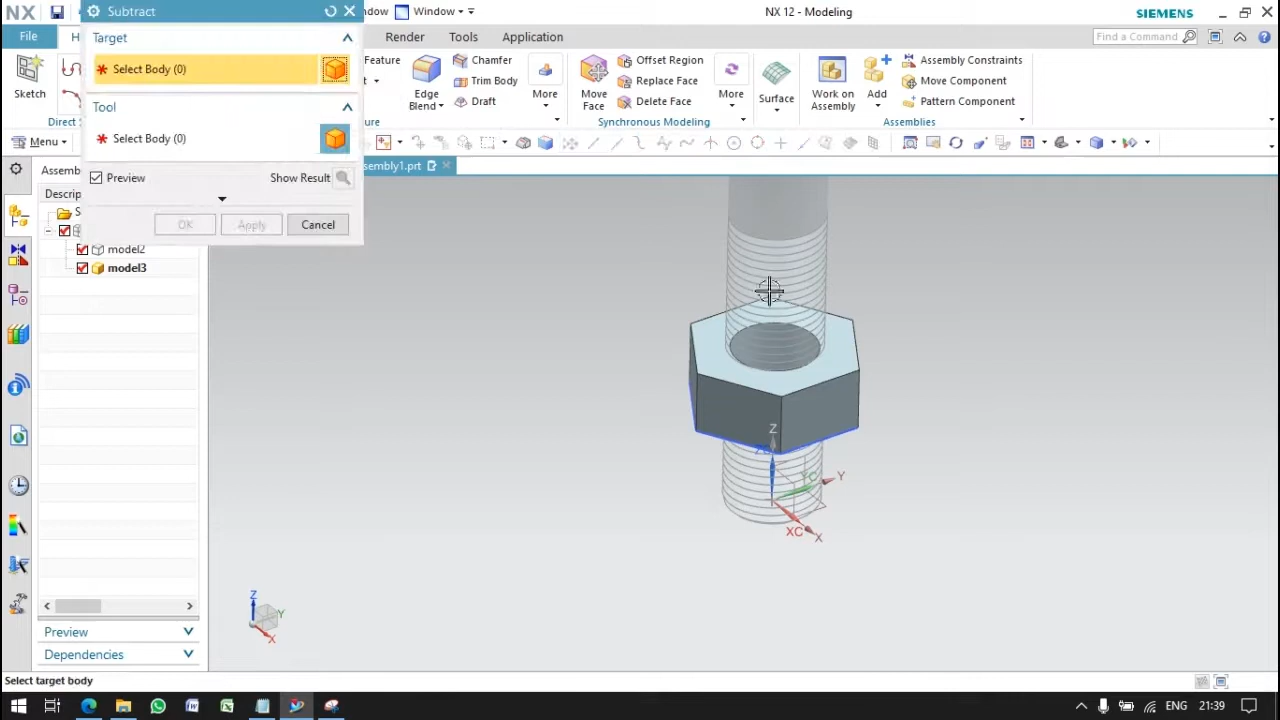 NX
Subtract
ndow
Window
NX 12 - Modeling
SIEMENS
File
H
Render
Tools
Application
Find a Command
Target
Select Body (0)
Tool
Select Body (0)
Preview
Show Result
OK
Apply
Cancel
Sketch
Direct S
Feature
Edge
Blend
Chamfer
Trim Body
Draft
More
ure
Move
Face
Offset Region
Replace Face
Delete Face
More
Synchronous Modeling
Surface
Work on
Assembly
Add
Assembly Constraints
Move Component
Pattern Component
Assemblies
Menu
Assemb
sembly1.prt
Descrip
S
model2
model3
Z
YC
Y
XC
X
Z
Y
X
Preview
Dependencies
Select target body
ENG
21:39